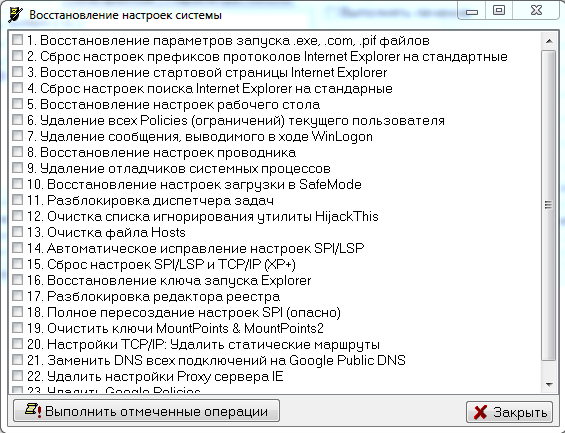 Восстановление настроек системы
1. Восстановление параметров запуска .exe, .com, .pif файлов
2. Сброс настроек префиксов протоколов Internet Explorer на стандартные
3. Восстановление стартовой страницы Internet Explorer
4. Сброс настроек поиска Internet Explorer на стандарные
5. Восстановление настроек рабочего стола
6. Удаление всех Policies (ограничений) текущего пользователя
7. Удаление сообщения, выводимого в ходе WinLogon
8. Восстановление настроек проводника
9. Удаление отладчиков системных процессов
10. Восстановление настроек загрузки в SafeMode
11. Разблокировка диспетчера задач
12. Очистка списка игнорирования утилиты HijackThis
13. Очистка файла Hosts
14. Автоматическое исправление настроек SPI/LSP
15. Сброс настроек SPI/LSP и TCP/IP (XP+)
16. Восстановление ключа запуска Explorer
17. Разблокировка редактора реестра
18. Полное пересоздание настроек SPI (опасно)
19. Очистить ключи MountPoints & MountPoints2
20. Настройки TCP/IP: Удалить статические маршруты
21. Заменить DNS всех подключений на Google Public DNS
22. Удалить настройки Proxy сервера IE
23. Удалить Google Policies
Выполнить отмеченные операции
Закрыть